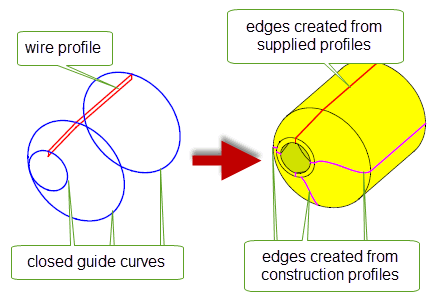 wire profile
edges created from
supplied profiles
closed guide curves
edges created from
construction profiles